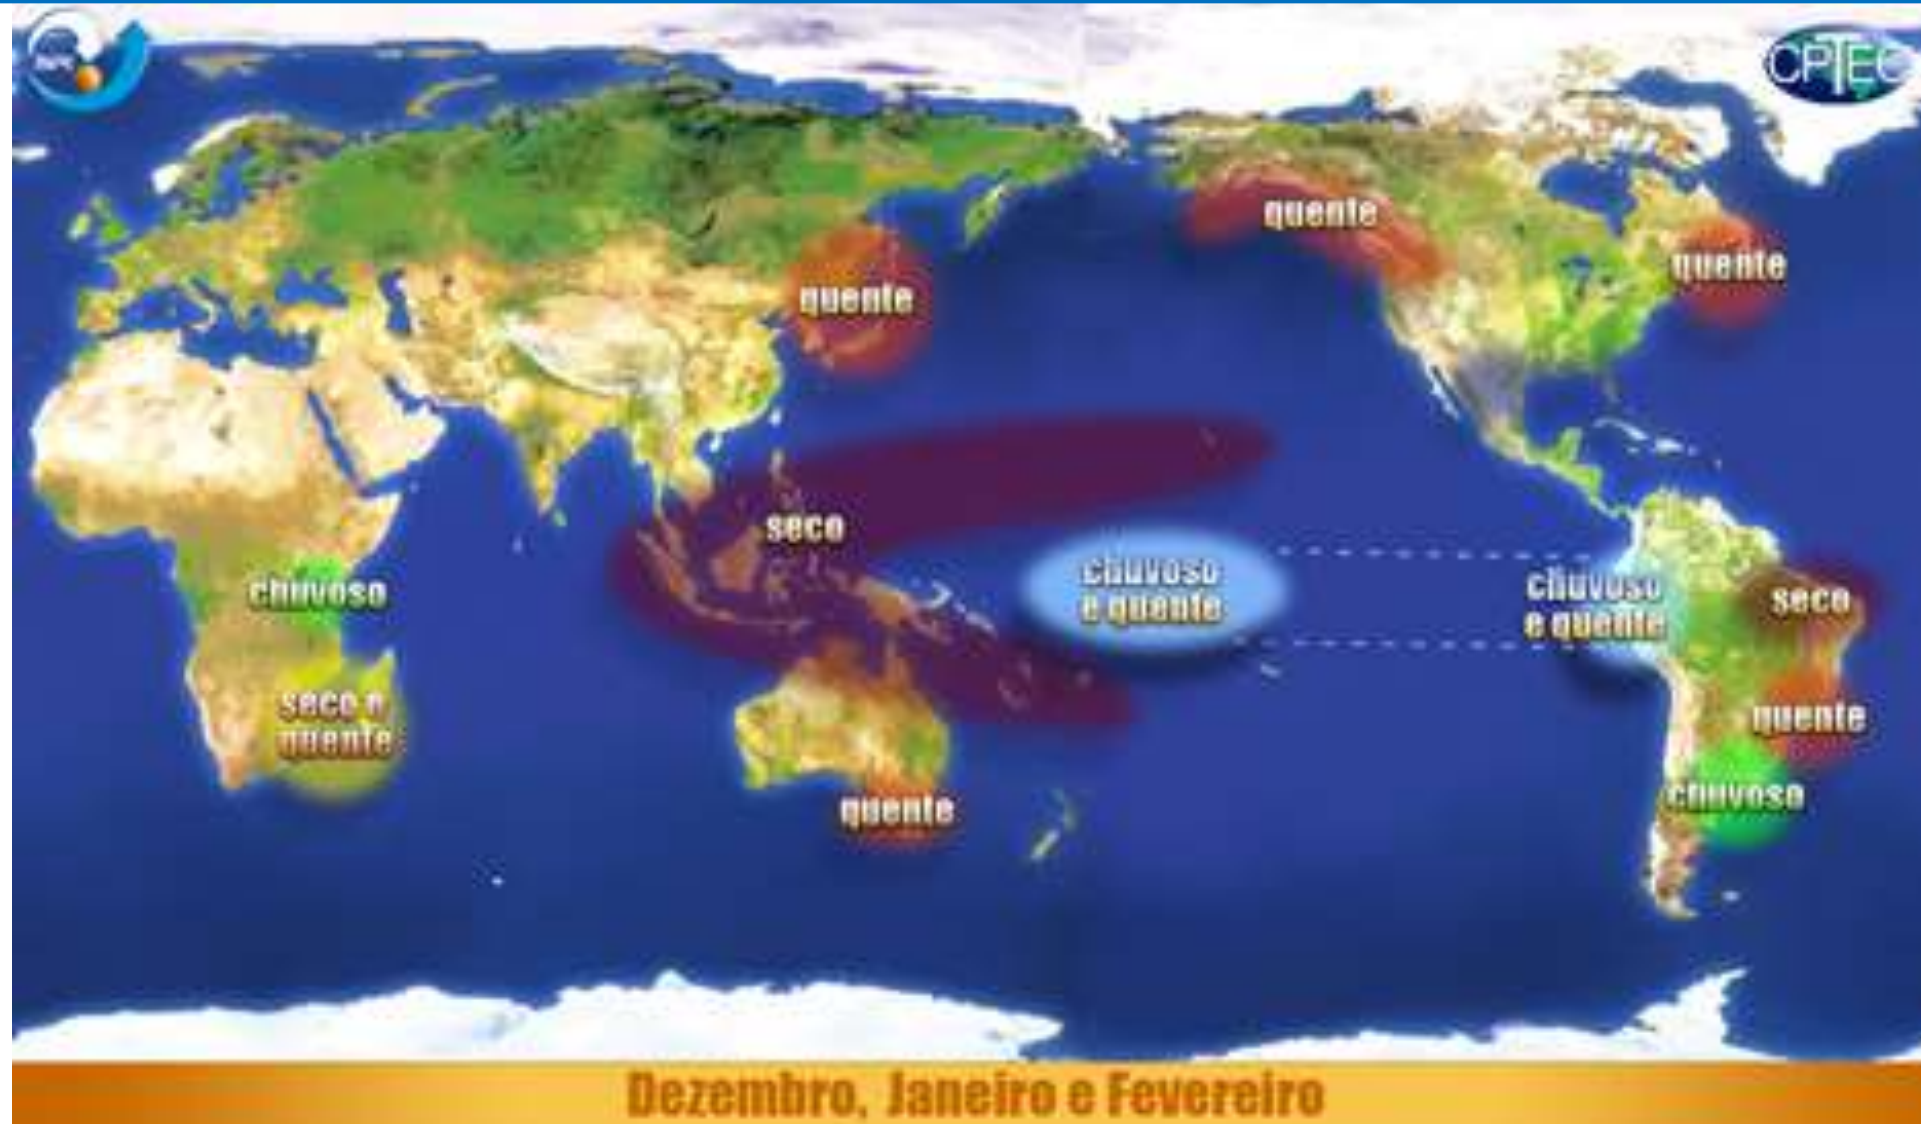 INPE
CPTEC
quente
quente
quente
seco
chuvoso
e quente
chuvoso
e quente
seco
chuvoso
seco e
quente
quente
quente
chuvoso
Dezembro, Janeiro e Fevereiro